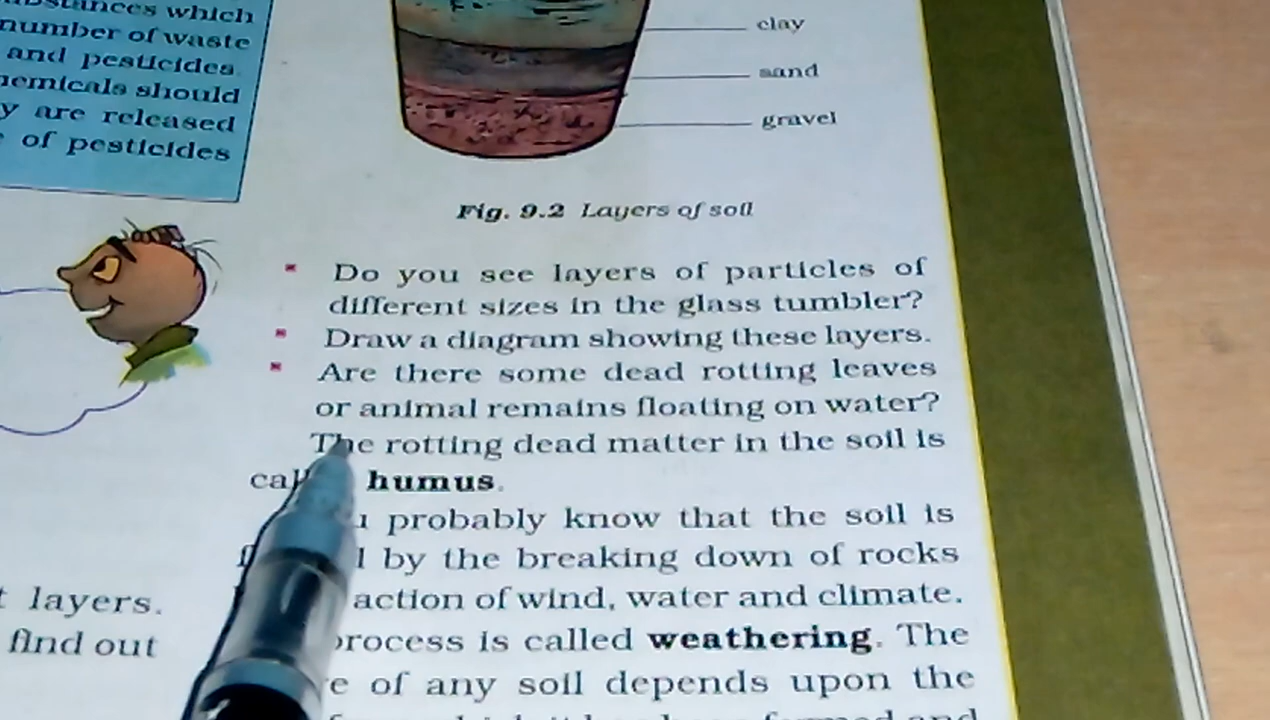 substances which
number of waste
and pesticides.
chemicals should
are released
of pesticides
layers.
find out
clay
sand
gravel
Fig. 9.2 Layers of soil
Do you see layers of particles of
different sizes in the glass tumbler?
Draw a diagram showing these layers.
Are there some dead rotting leaves
or animal remains floating on water?
The rotting dead matter in the soil is
humus.
probably know that the soil is
by the breaking down of rocks
action of wind, water and climate.
process is called weathering. The
of any soil depends upon the